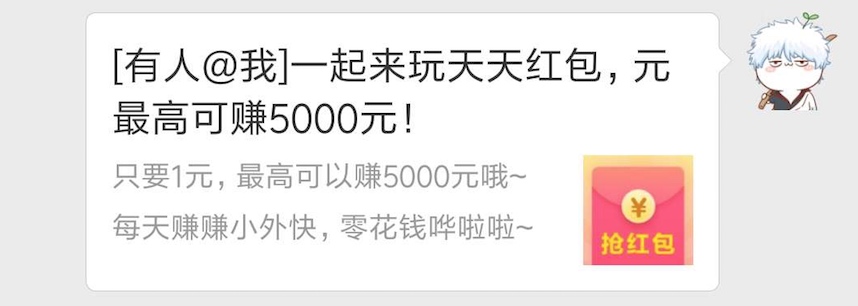 [有人@我]一起来玩天天红包，元
最高可赚5000元！
只要1元，最高可以赚5000元哦~
每天赚赚小外快，零花钱哗啦啦~
¥
抢红包